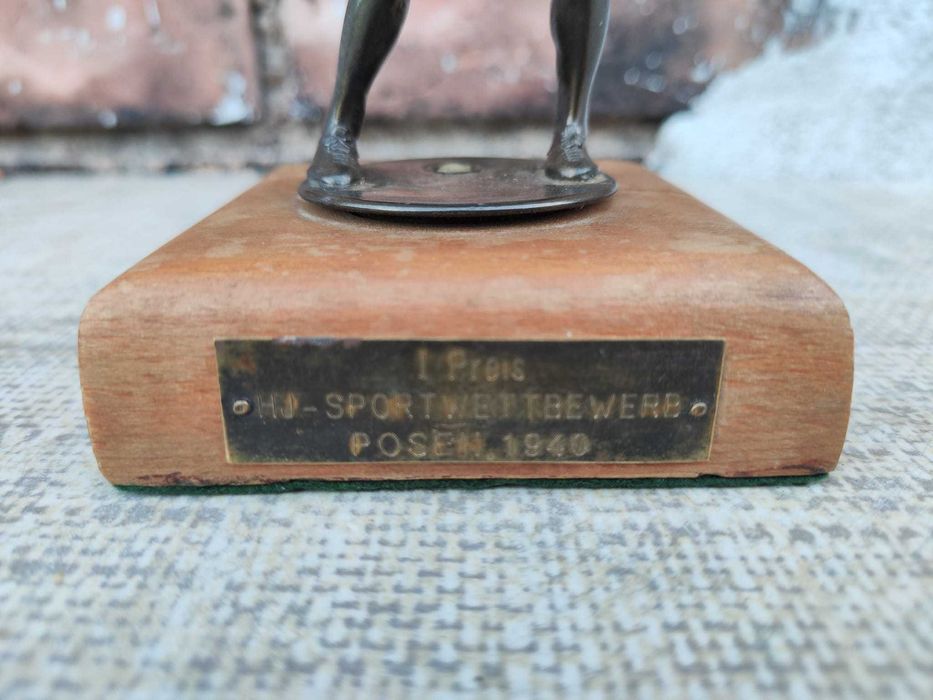 I Preis
HJ-SPORTWETTBEWERB
POSEN 1940